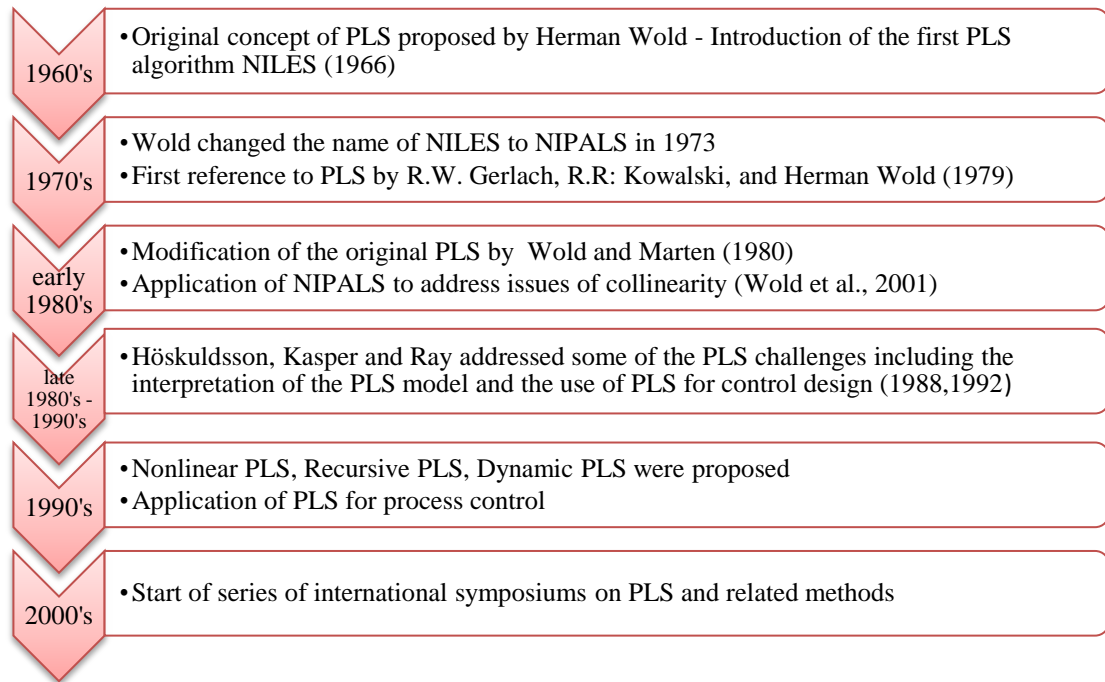 1960's
•Original concept of PLS proposed by Herman Wold - Introduction of the first PLS
algorithm NILES (1966)
1970's
•Wold changed the name of NILES to NIPALS in 1973
•First reference to PLS by R.W. Gerlach, R.R: Kowalski, and Herman Wold (1979)
early
1980's
•Modification of the original PLS by Wold and Marten (1980)
•Application of NIPALS to address issues of collinearity (Wold et al., 2001)
late
1980's -
1990's
•Höskuldsson, Kasper and Ray addressed some of the PLS challenges including the
interpretation of the PLS model and the use of PLS for control design (1988,1992)
1990's
•Nonlinear PLS, Recursive PLS, Dynamic PLS were proposed
•Application of PLS for process control
2000's
•Start of series of international symposiums on PLS and related methods